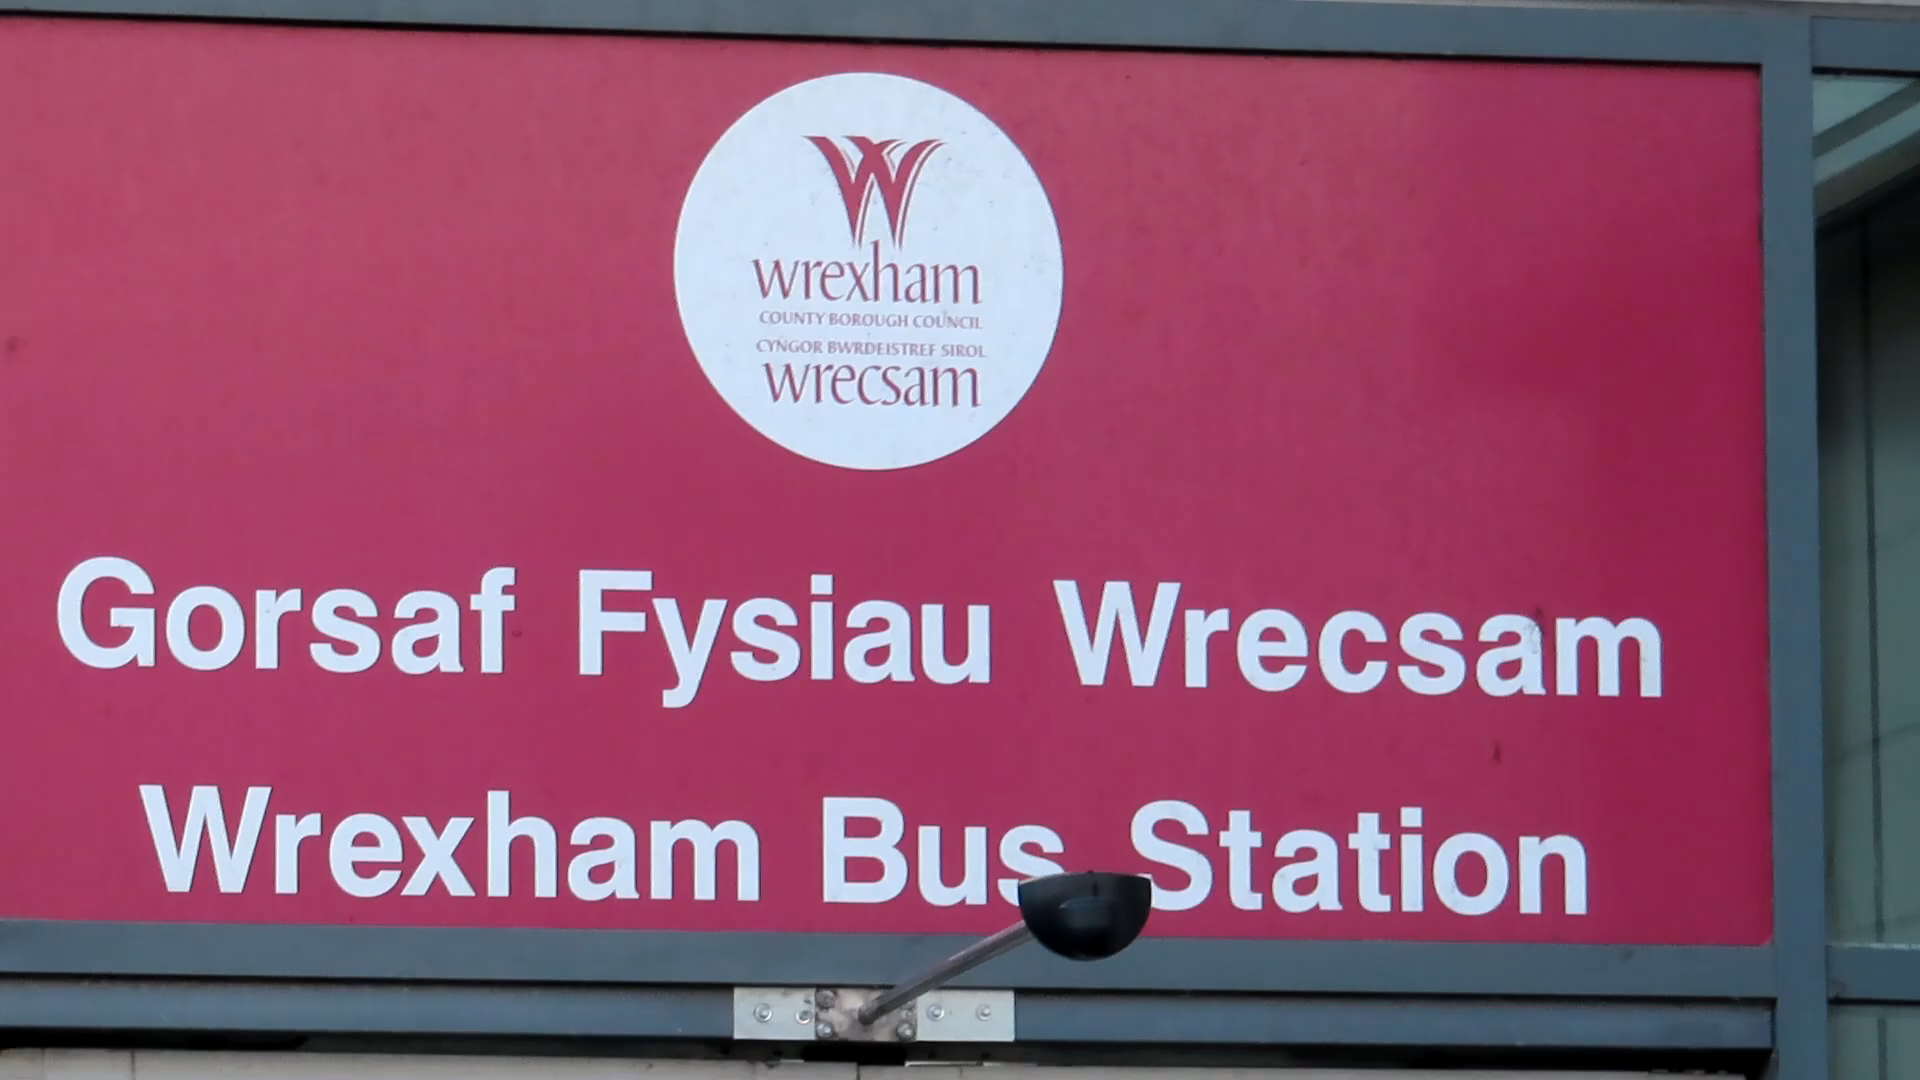 wrexham
COUNTY BOROUGH COUNCIL
CYNGOR BWRDEISTREF SIROL
wrecsam
Gorsaf Fysiau Wrecsam
Wrexham Bus Station